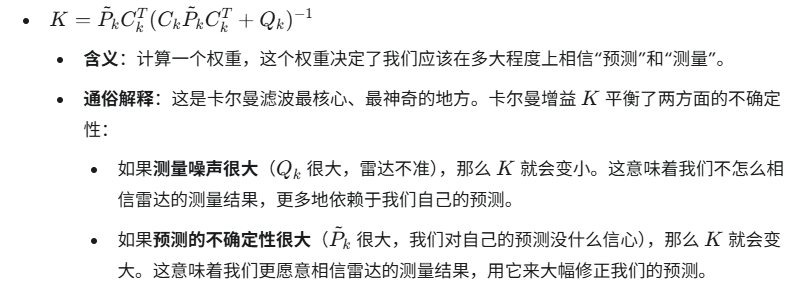 • $K = \tilde{P}_k C_k^T (C_k \tilde{P}_k C_k^T + Q_k)^{-1}$
• 含义：计算一个权重，这个权重决定了我们应该在多大程度上相信“预测”和“测量”。
• 通俗解释：这是卡尔曼滤波最核心、最神奇的地方。卡尔曼增益 $K$ 平衡了两方面的不确定
性：
• 如果测量噪声很大（$Q_k$ 很大，雷达不准），那么 $K$ 就会变小。这意味着我们不怎么相
信雷达的测量结果，更多地依赖于我们自己的预测。
• 如果预测的不确定性很大（$\tilde{P}_k$ 很大，我们对自己的预测没什么信心），那么 $K$ 就会变
大。这意味着我们更愿意相信雷达的测量结果，用它来大幅修正我们的预测。